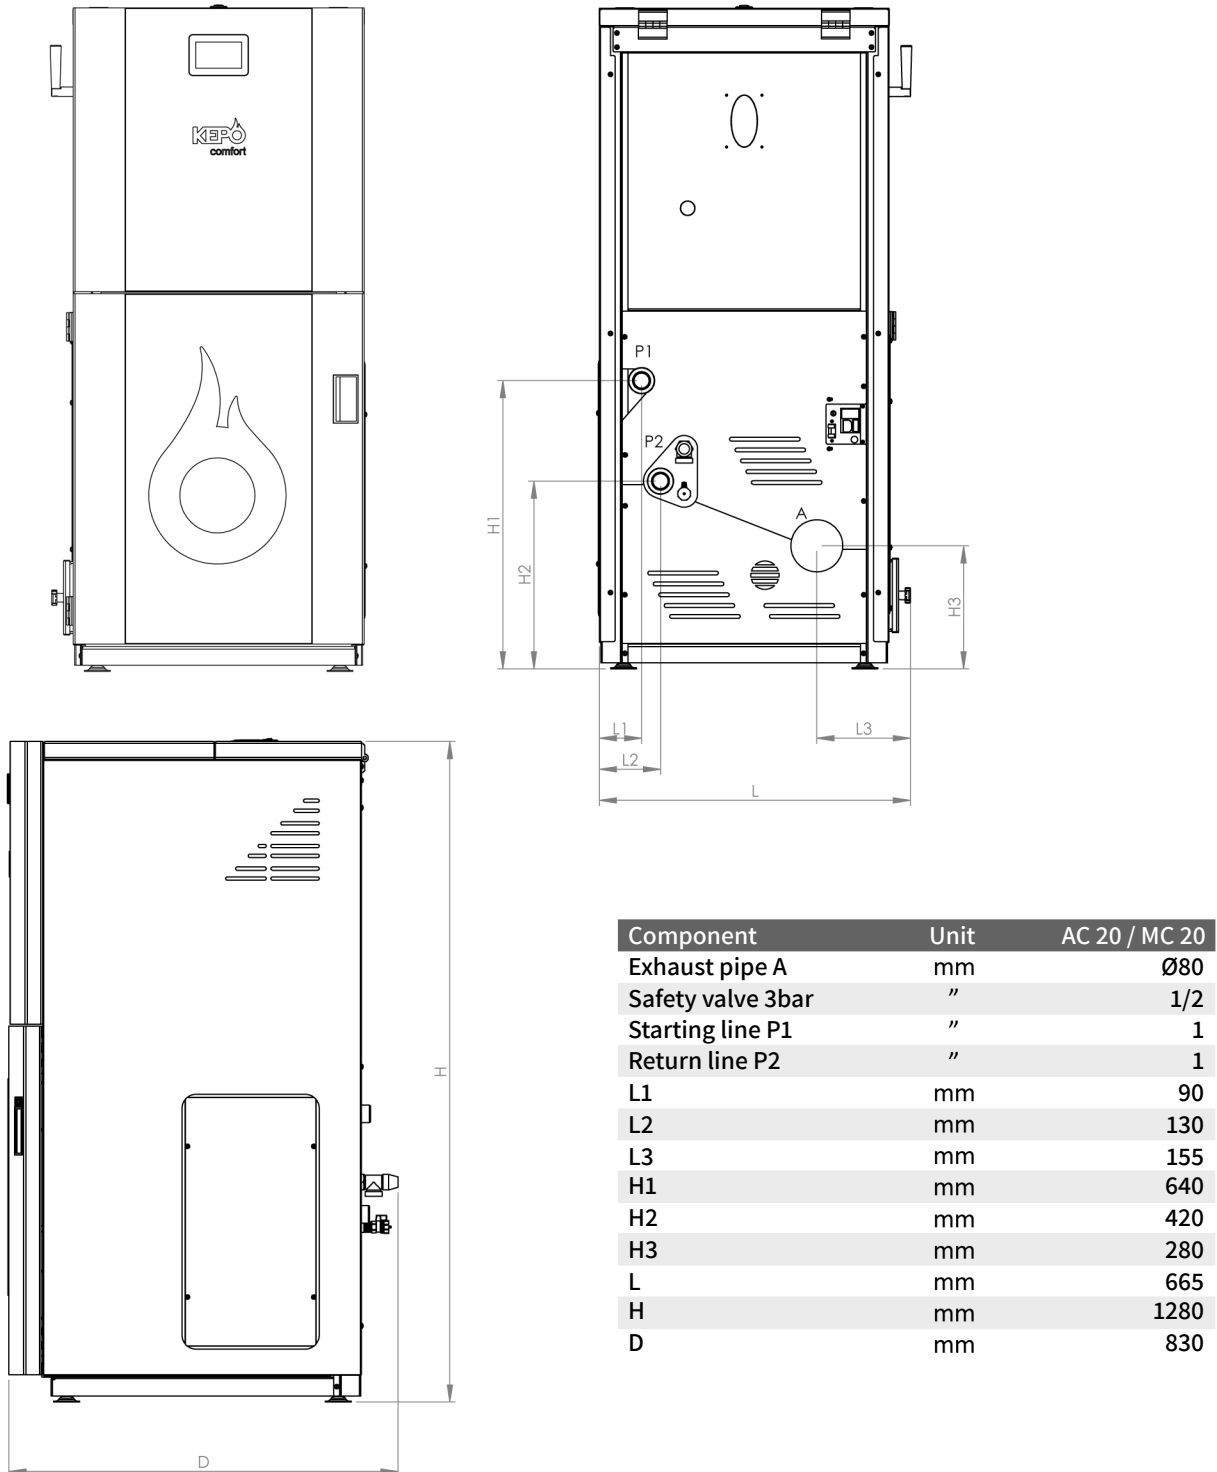 KEPO
comfort
P1
P2
A
H1
H2
H3
L1
L2
L3
L
H
D
Component Unit AC 20 / MC 20
Exhaust pipe A mm Ø80
Safety valve 3bar ” 1/2
Starting line P1 ” 1
Return line P2 ” 1
L1 mm 90
L2 mm 130
L3 mm 155
H1 mm 640
H2 mm 420
H3 mm 280
L mm 665
H mm 1280
D mm 830